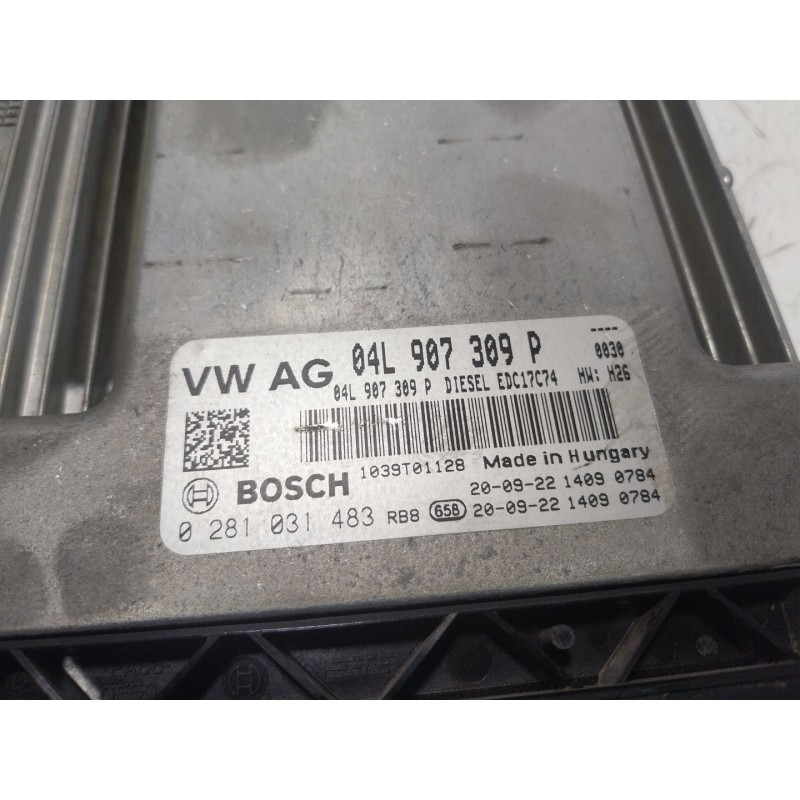 VW AG 04L 907 309 P ---- 0030
04L 907 309 P DIESEL EDC17C74 HW: H26
1039T01128 Made in Hungary
BOSCH 20-09-22 1409 0784
0 281 031 483 RB8 658 20-09-22 1409 0784